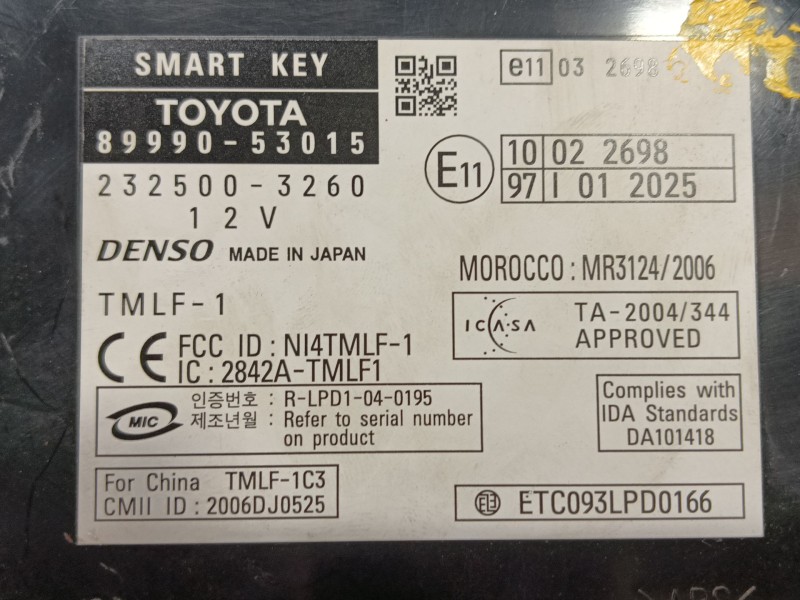 SMART KEY
TOYOTA
89990-53015
232500-3260
12V
DENSO MADE IN JAPAN
TMLF-1
FCC ID : NI4TMLF-1
IC : 2842A-TMLF1
MIC
인증번호 : R-LPD1-04-0195
제조년월 : Refer to serial number
on product
For China TMLF-1C3
CMII ID : 2006DJ0525
e11 03 2698
E11
10 02 2698
97 I 01 2025
MOROCCO : MR3124/2006
ICASA
TA-2004/344
APPROVED
Complies with
IDA Standards
DA101418
ETC093LPD0166
>ABS<